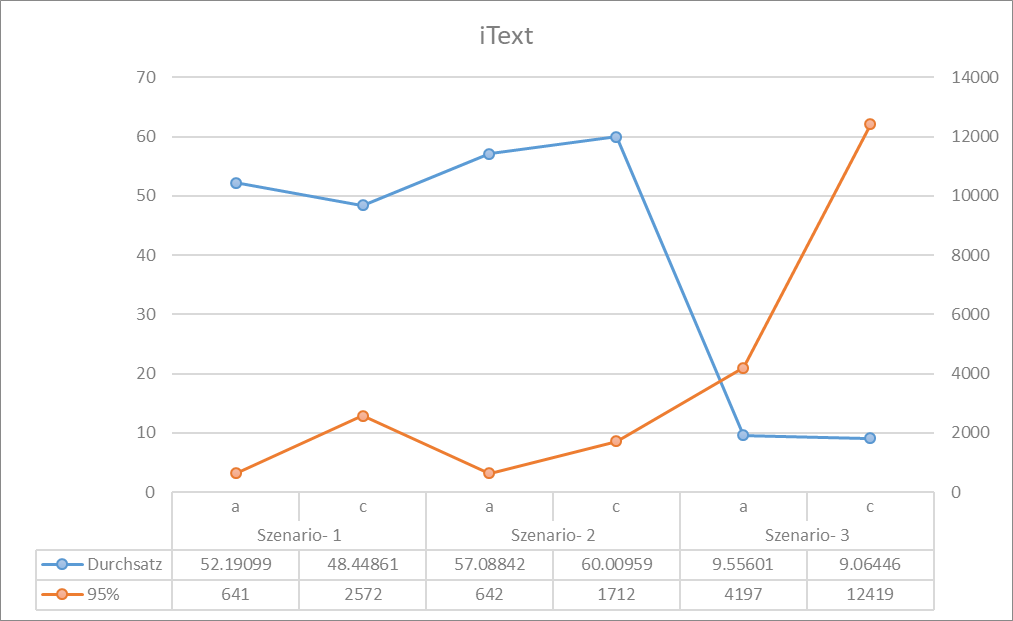 iText
70 14000
60 12000
50 10000
40 8000
30 6000
20 4000
10 2000
0 0
a c a c a c
Szenario- 1 Szenario- 2 Szenario- 3
Durchsatz 52.19099 48.44861 57.08842 60.00959 9.55601 9.06446
95% 641 2572 642 1712 4197 12419